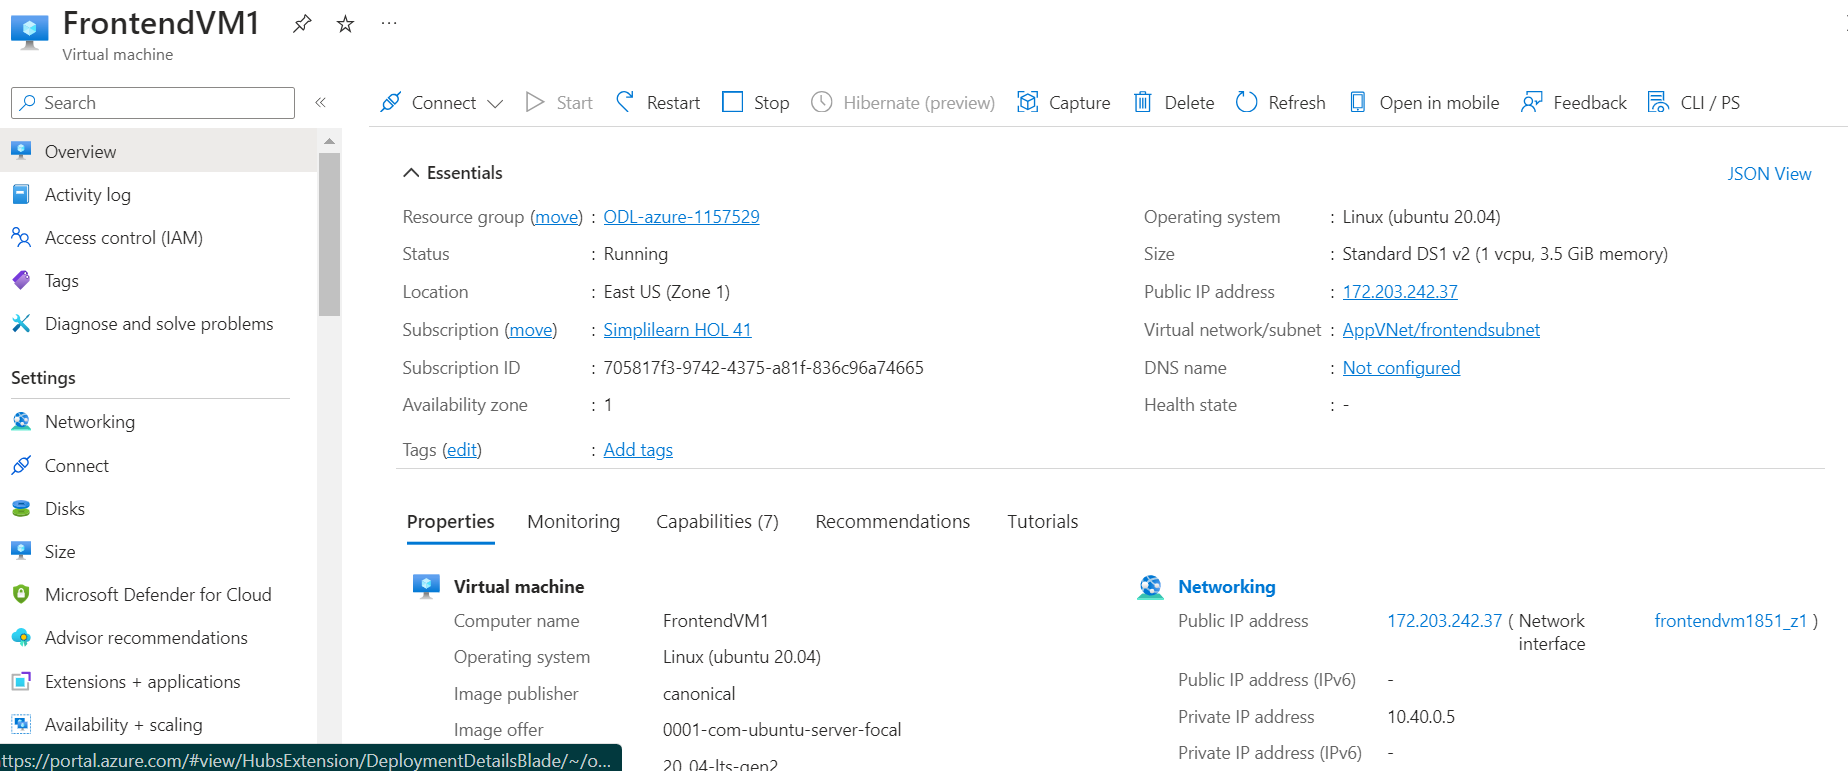 FrontendVM1
Virtual machine
Search
Connect
Start
Restart
Stop
Hibernate (preview)
Capture
Delete
Refresh
Open in mobile
Feedback
CLI / PS
Overview
Activity log
Access control (IAM)
Tags
Diagnose and solve problems
Settings
Networking
Connect
Disks
Size
Microsoft Defender for Cloud
Advisor recommendations
Extensions + applications
Availability + scaling
Essentials
JSON View
Resource group (move) : ODL-azure-1157529
Status : Running
Location : East US (Zone 1)
Subscription (move) : Simplilearn HOL 41
Subscription ID : 705817f3-9742-4375-a81f-836c96a74665
Availability zone : 1
Tags (edit) : Add tags
Operating system : Linux (ubuntu 20.04)
Size : Standard DS1 v2 (1 vcpu, 3.5 GiB memory)
Public IP address : 172.203.242.37
Virtual network/subnet : AppVNet/frontendsubnet
DNS name : Not configured
Health state : -
Properties
Monitoring
Capabilities (7)
Recommendations
Tutorials
Virtual machine
Computer name FrontendVM1
Operating system Linux (ubuntu 20.04)
Image publisher canonical
Image offer 0001-com-ubuntu-server-focal
20_04-lts-gen2
Networking
Public IP address 172.203.242.37 ( Network interface frontendvm1851_z1 )
Public IP address (IPv6) -
Private IP address 10.40.0.5
Private IP address (IPv6) -
ttps://portal.azure.com/#view/HubsExtension/DeploymentDetailsBlade/~/o...